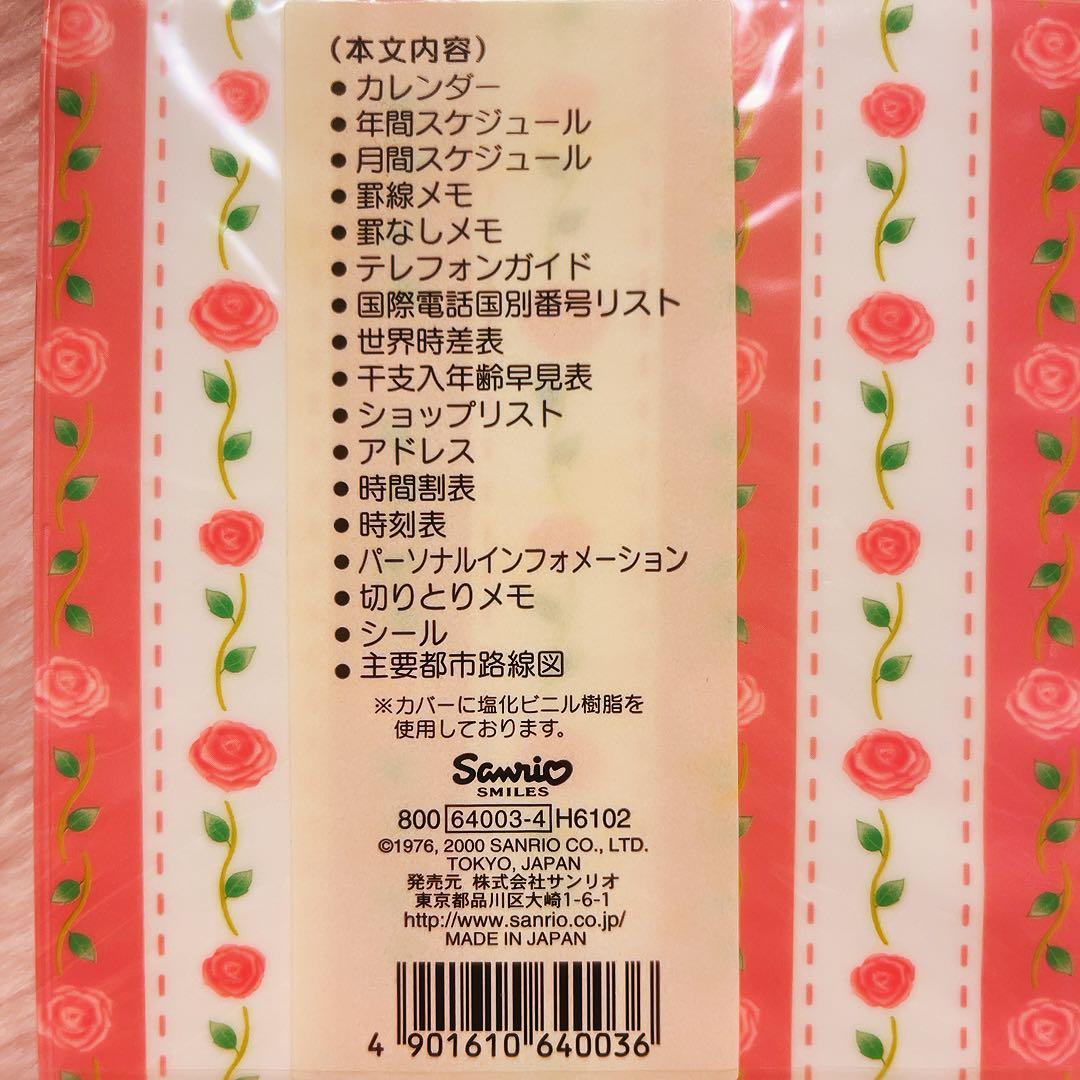 (本文内容)
●カレンダー
●年間スケジュール
●月間スケジュール
●罫線メモ
●罫なしメモ
●テレフォンガイド
●国際電話国別番号リスト
●世界時差表
●干支入年齢早見表
●ショップリスト
●アドレス
●時間割表
●時刻表
●パーソナルインフォメーション
●切りとりメモ
●シール
●主要都市路線図
※カバーに塩化ビニル樹脂を
使用しております。
Sanrio
SMILES
800 64003-4 H6102
©1976, 2000 SANRIO CO., LTD.
TOKYO, JAPAN
発売元 株式会社サンリオ
東京都品川区大崎1-6-1
http://www.sanrio.co.jp/
MADE IN JAPAN
4 901610 640036